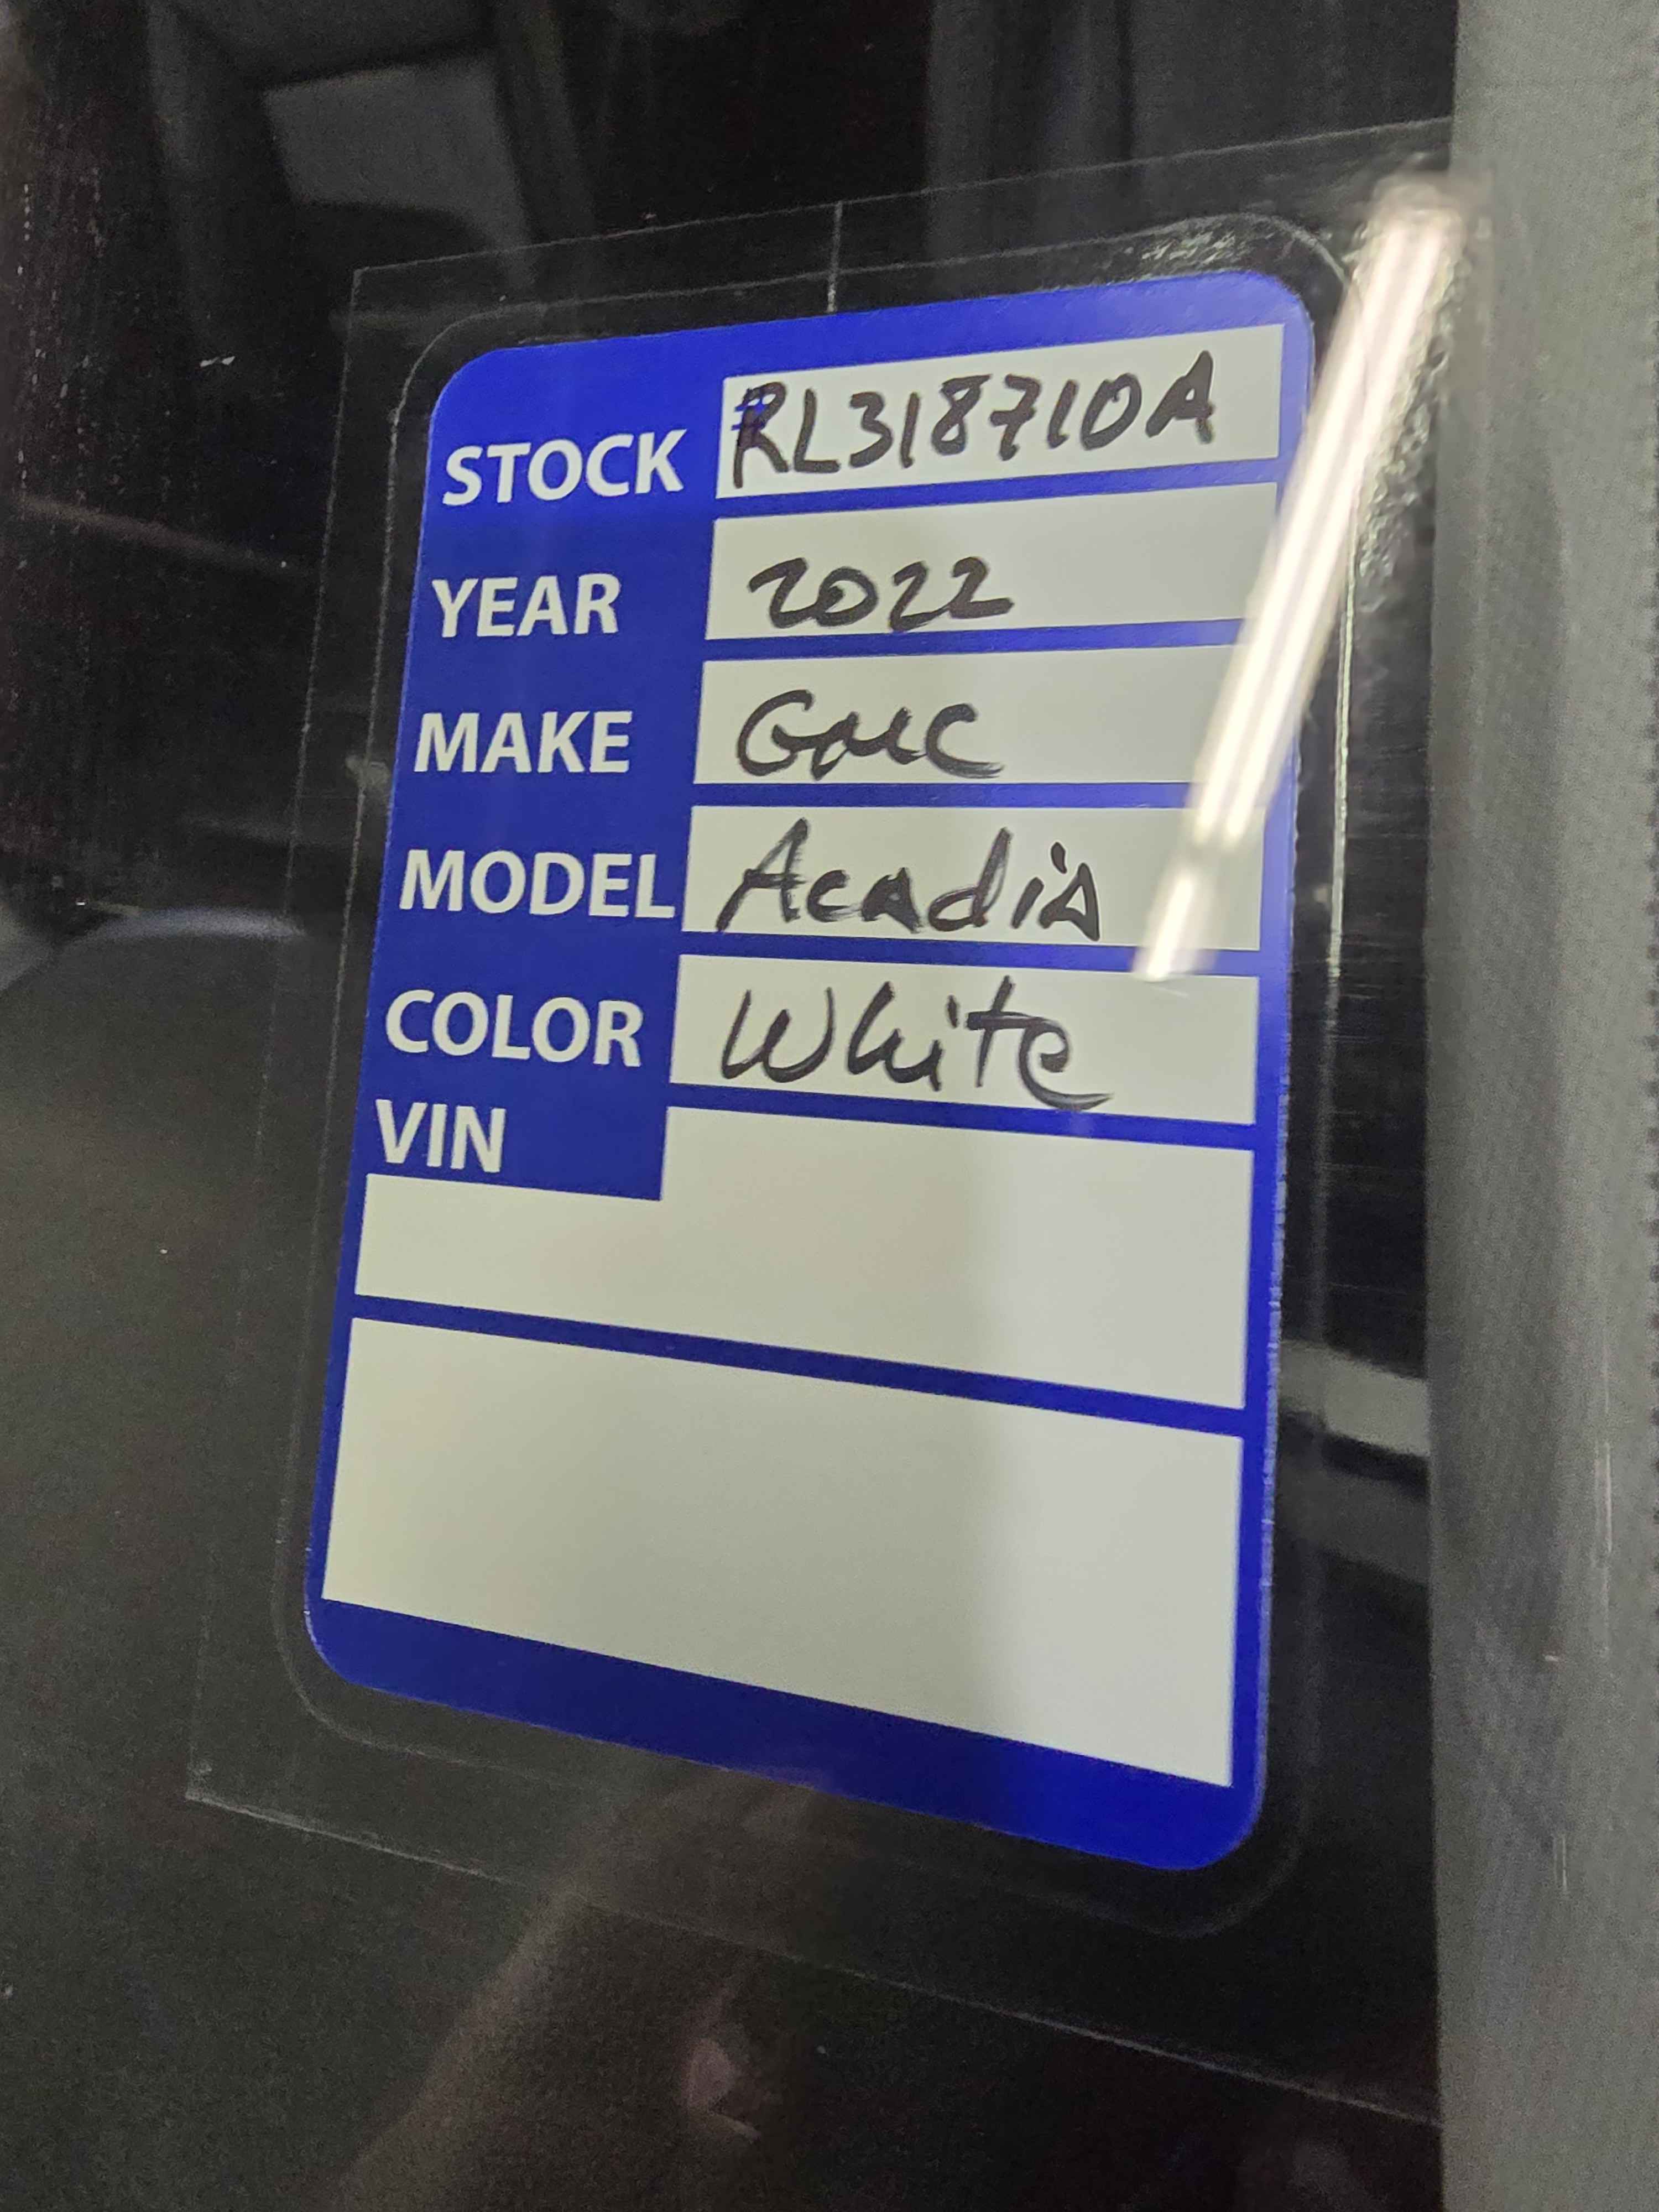 STOCK #RL318710A
YEAR 2022
MAKE GMC
MODEL Acadia
COLOR White
VIN